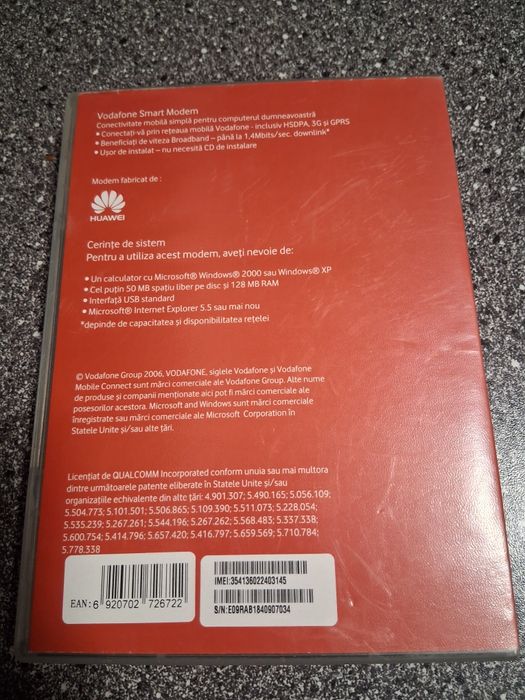 Vodafone Smart Modem
Conectivitate mobilă simplă pentru computerul dumneavoastră
• Conectați-vă prin rețeaua mobilă Vodafone - inclusiv HSDPA, 3G și GPRS
• Beneficiați de viteza Broadband – până la 1,4Mbits/sec. downlink*
• Ușor de instalat – nu necesită CD de instalare
Modem fabricat de :
HUAWEI
Cerințe de sistem
Pentru a utiliza acest modem, aveți nevoie de:
• Un calculator cu Microsoft® Windows® 2000 sau Windows® XP
• Cel puțin 50 MB spațiu liber pe disc și 128 MB RAM
• Interfață USB standard
• Microsoft® Internet Explorer 5.5 sau mai nou
*depinde de capacitatea și disponibilitatea rețelei
© Vodafone Group 2006, VODAFONE, siglele Vodafone și Vodafone
Mobile Connect sunt mărci comerciale ale Vodafone Group. Alte nume
de produse și companii menționate aici pot fi mărci comerciale ale
posesorilor acestora. Microsoft and Windows sunt mărci comerciale
înregistrate sau mărci comerciale ale Microsoft Corporation în
Statele Unite și/sau alte țări.
Licențiat de QUALCOMM Incorporated conform unuia sau mai multora
dintre următoarele patente eliberate în Statele Unite și/sau
organizațiile echivalente din alte țări: 4.901.307; 5.490.165; 5.056.109;
5.504.773; 5.101.501; 5.506.865; 5.109.390; 5.511.073; 5.228.054;
5.535.239; 5.267.261; 5.544.196; 5.267.262; 5.568.483; 5.337.338;
5.600.754; 5.414.796; 5.657.420; 5.416.797; 5.659.569; 5.710.784;
5.778.338
EAN: 6 920702 726722
IMEI:354136022403145
S/N:E09RAB1840907034